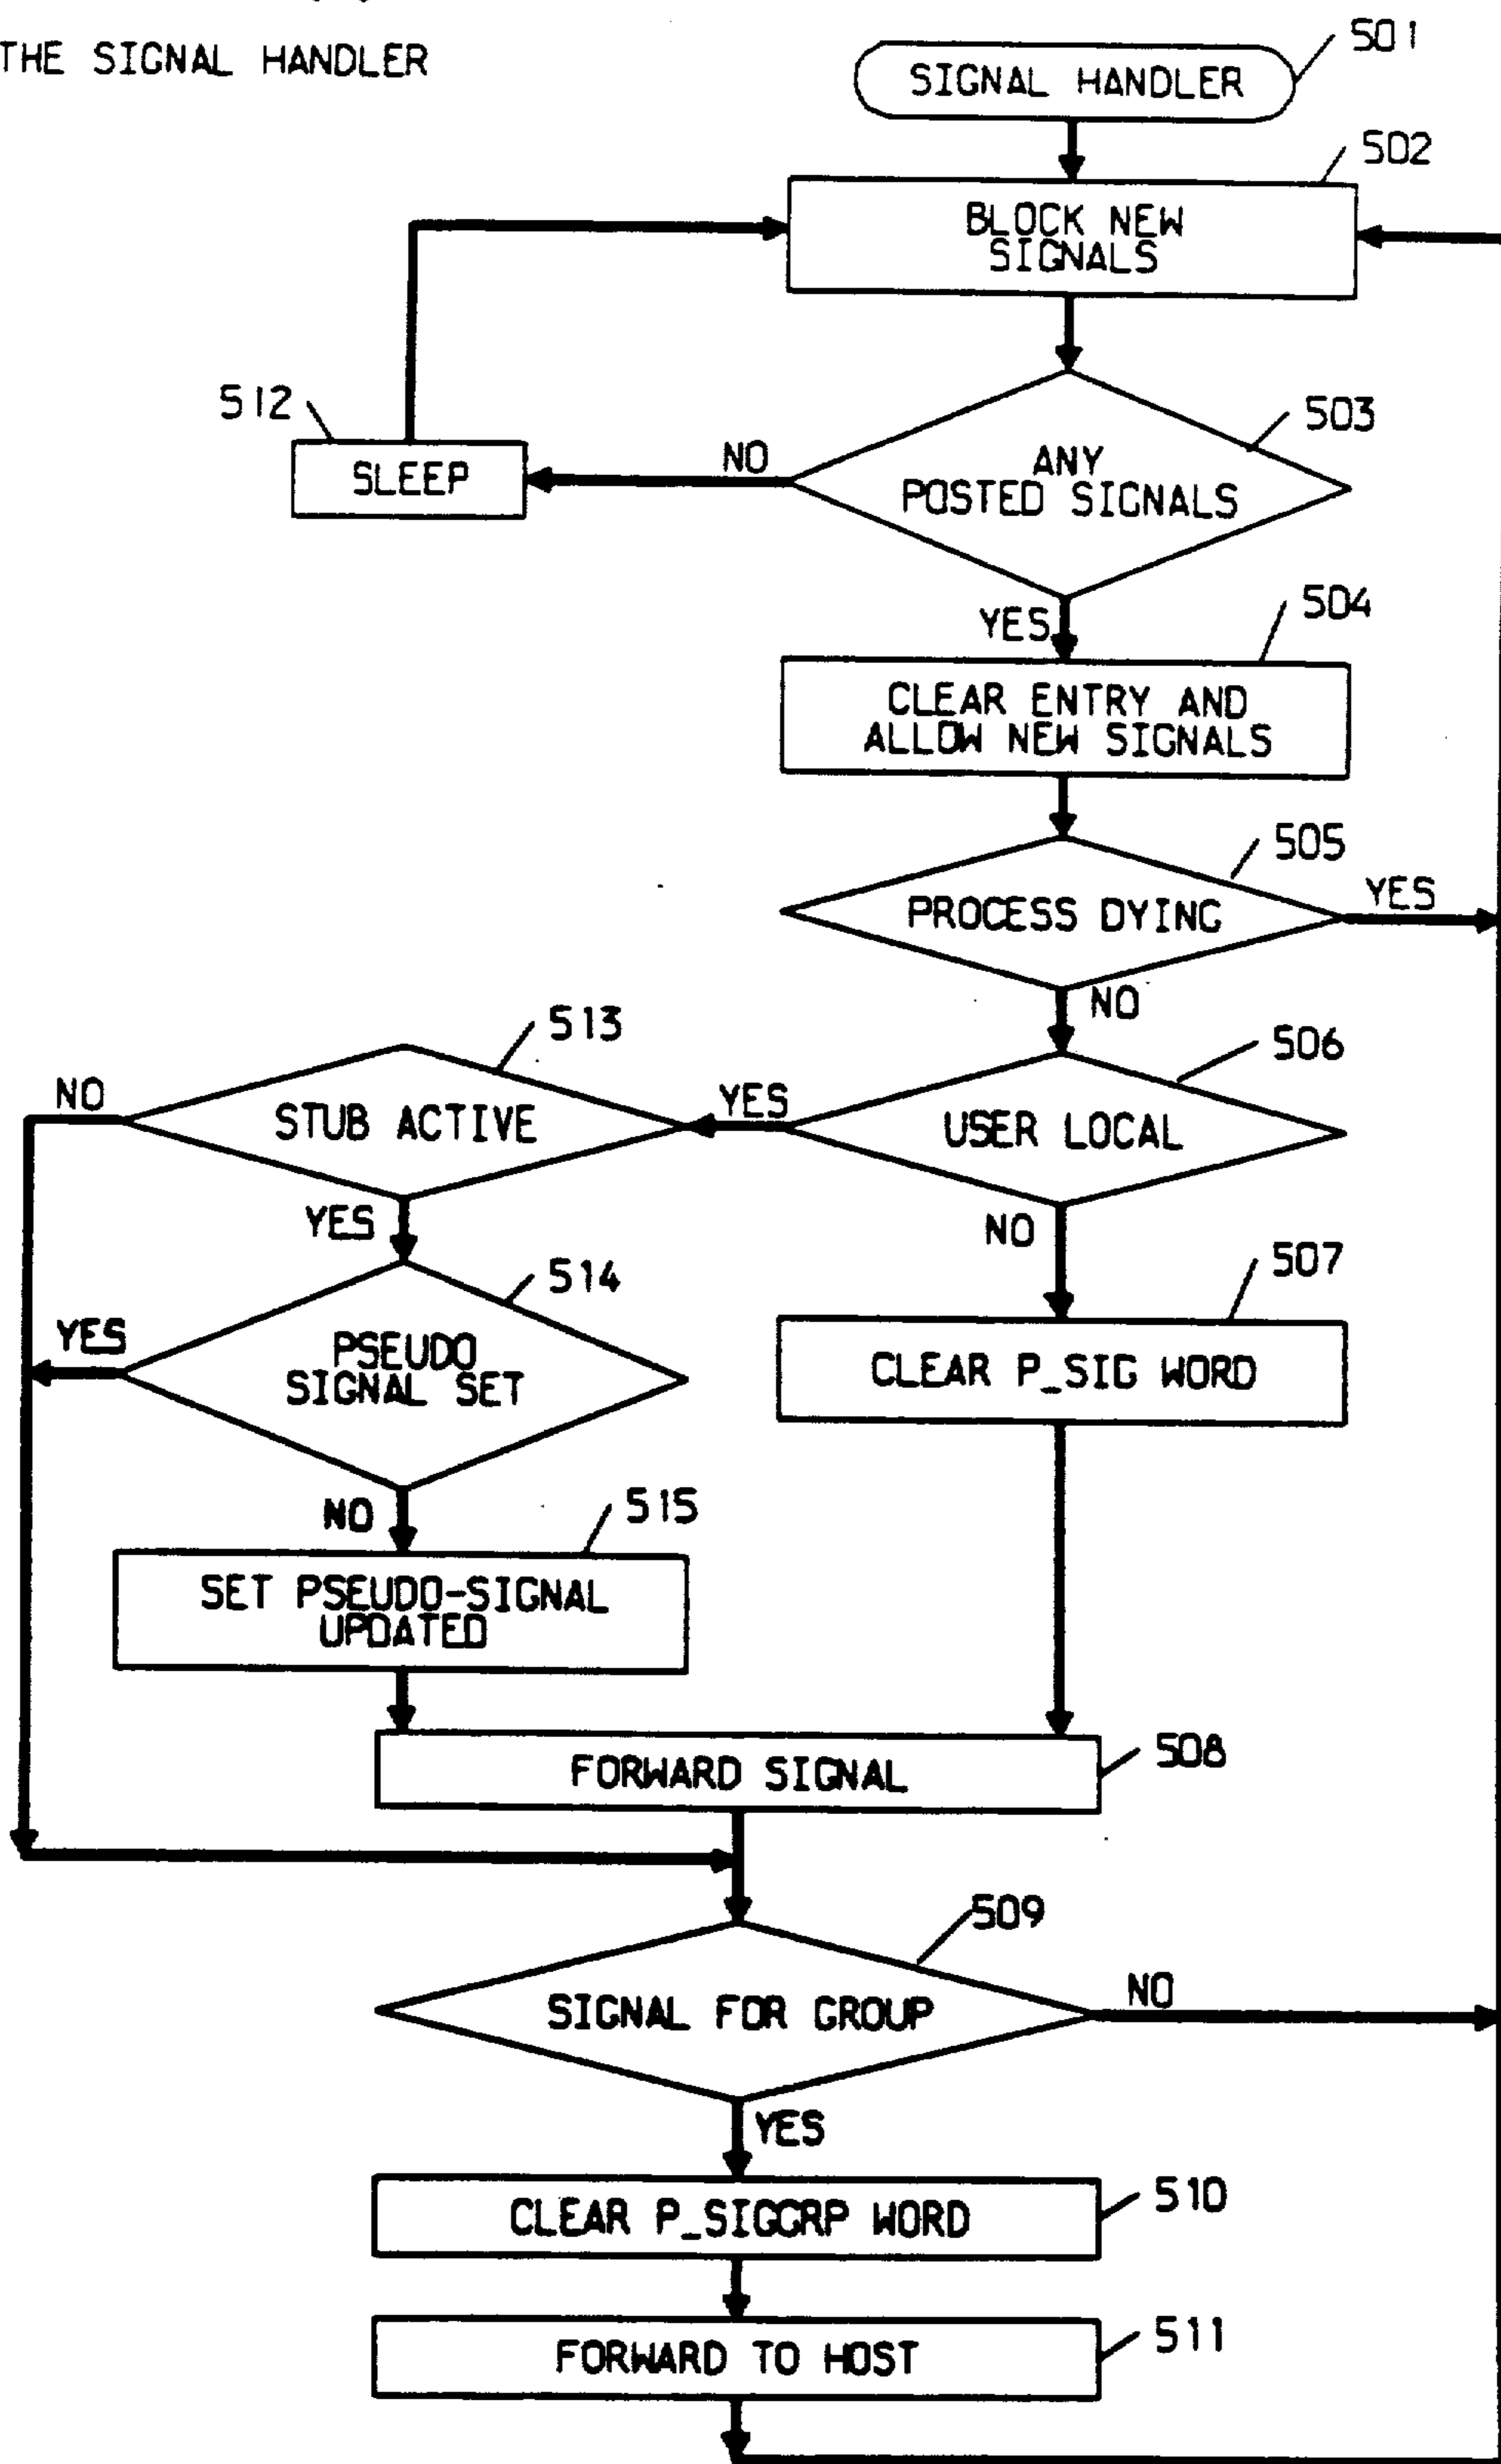 THE SIGNAL HANDLER
501
SIGNAL HANDLER
502
BLOCK NEW
SIGNALS
512
503
NO
ANY
POSTED SIGNALS
SLEEP
YES
504
CLEAR ENTRY AND
ALLOW NEW SIGNALS
505
YES
PROCESS DYING
NO
513
506
NO
YES
STUB ACTIVE
USER LOCAL
YES
NO
514
507
YES
PSEUDO
SIGNAL SET
CLEAR P_SIG WORD
NO
515
SET PSEUDO-SIGNAL
UPDATED
508
FORWARD SIGNAL
509
NO
SIGNAL FOR GROUP
YES
510
CLEAR P_SIGGRP WORD
511
FORWARD TO HOST